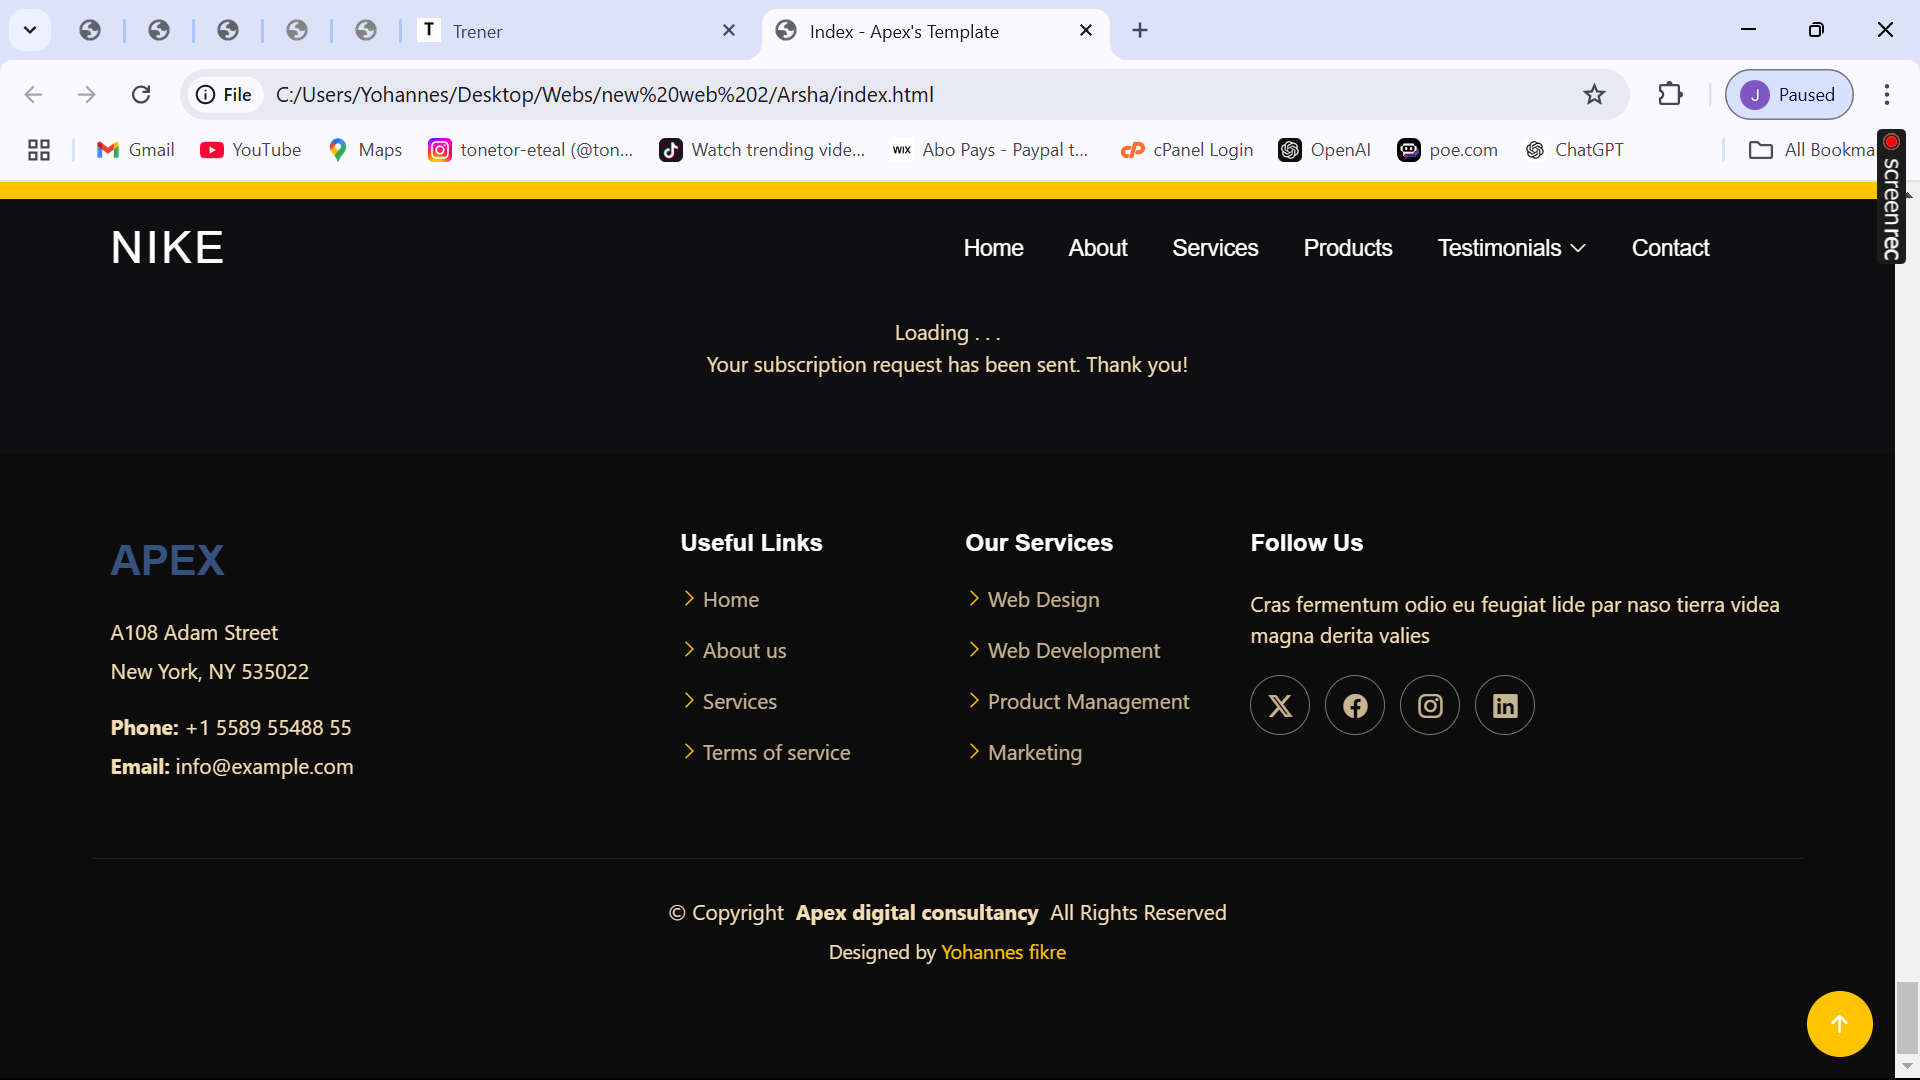 T Trener
Index - Apex's Template
File C:/Users/Yohannes/Desktop/Webs/new%20web%202/Arsha/index.html
J Paused
Gmail YouTube Maps tonetor-eteal (@ton... Watch trending vide... WIX Abo Pays - Paypal t... cP cPanel Login OpenAI poe.com ChatGPT All Bookma
screenrec
NIKE
Home About Services Products Testimonials Contact
Loading . . .
Your subscription request has been sent. Thank you!
APEX
A108 Adam Street
New York, NY 535022
Phone: +1 5589 55488 55
Email: info@example.com
Useful Links
Home
About us
Services
Terms of service
Our Services
Web Design
Web Development
Product Management
Marketing
Follow Us
Cras fermentum odio eu feugiat lide par naso tierra videa
magna derita valies
© Copyright Apex digital consultancy All Rights Reserved
Designed by Yohannes fikre